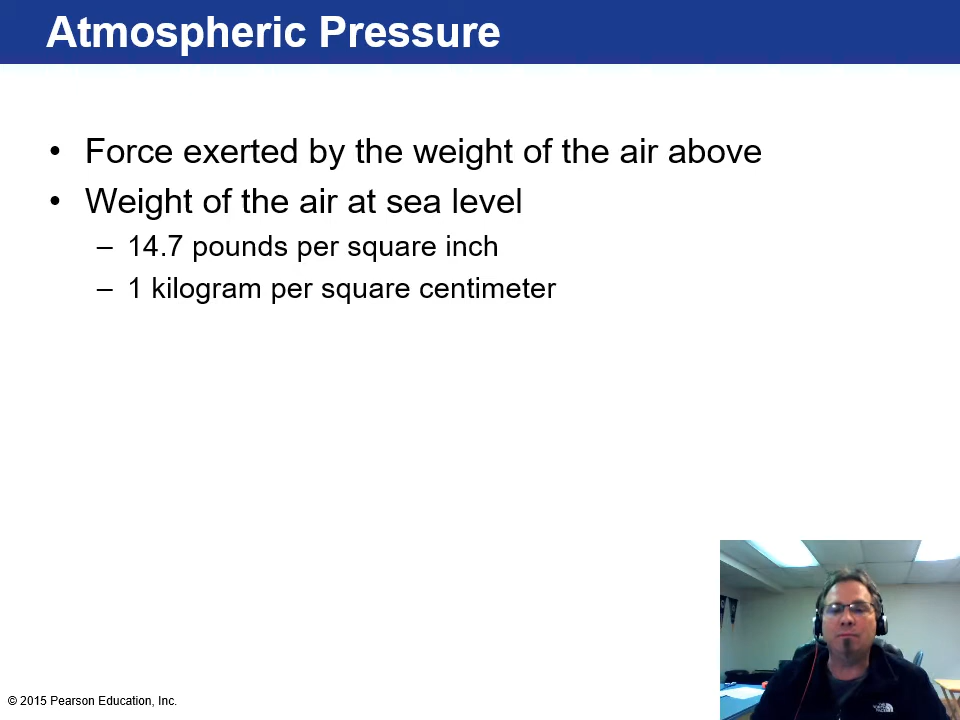 Atmospheric Pressure
• Force exerted by the weight of the air above
• Weight of the air at sea level
– 14.7 pounds per square inch
– 1 kilogram per square centimeter
© 2015 Pearson Education, Inc.